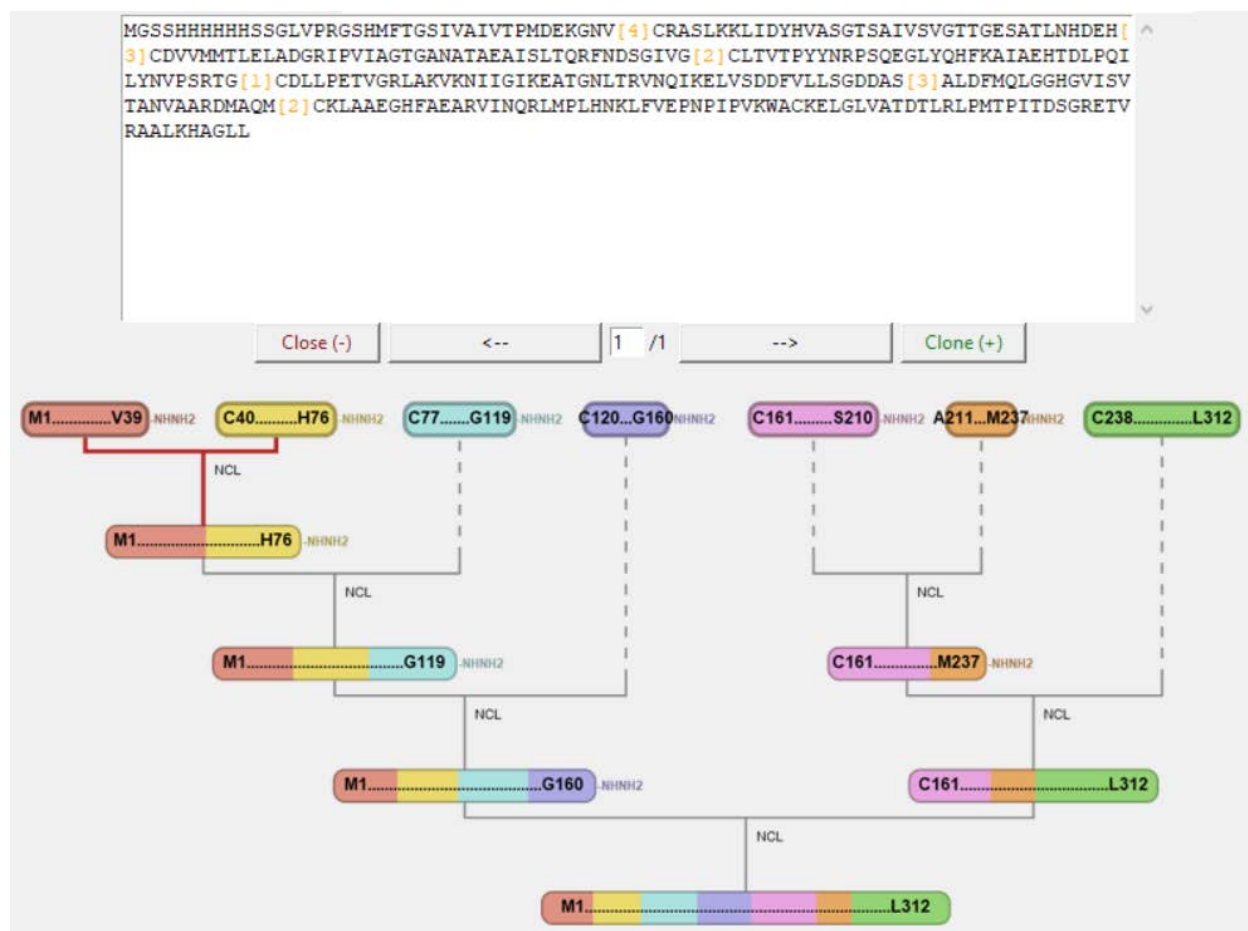 MGSSHHHHHHSSGLVPRGSHMFTGSIVAIVTPMDEKGNV[4]CRASLKKLIDYHVASGTSAIVSVGTTGESATLNHDEH[
3]CDVVMMTLELADGRIPVIAGTGANATAEAISLTQRFNDSGIVG[2]CLTVTPYYNRPSQEGLYQHFKAIAEHTDLPQI
LYNVPSRTG[1]CDLLPETVGRLAKVKNIIGIKEATGNLTRVNQIKELVSDDFVLLSGDDAS[3]ALDFMQLGGHGVISV
TANVAARDMAQM[2]CKLAAEGHFAEARVINQRLMPLHNKLFVEPNPIPVKWACKELGLVATDTLRLPMTPITDSGRETV
RAALKHAGLL
Close (-) <-- 1 /1 --> Clone (+)
M1..............V39 -NHNH2 C40..........H76 -NHNH2 C77.......G119 -NHNH2 C120...G160 NHNH2 C161.........S210 -NHNH2 A211...M237 NHNH2 C238..............L312
NCL
M1.............................H76 -NHNH2
NCL NCL
M1.....................................G119 -NHNH2 C161.................M237 -NHNH2
NCL NCL
M1.........................................G160 -NHNH2 C161...................................L312
NCL
M1.........................................................................L312